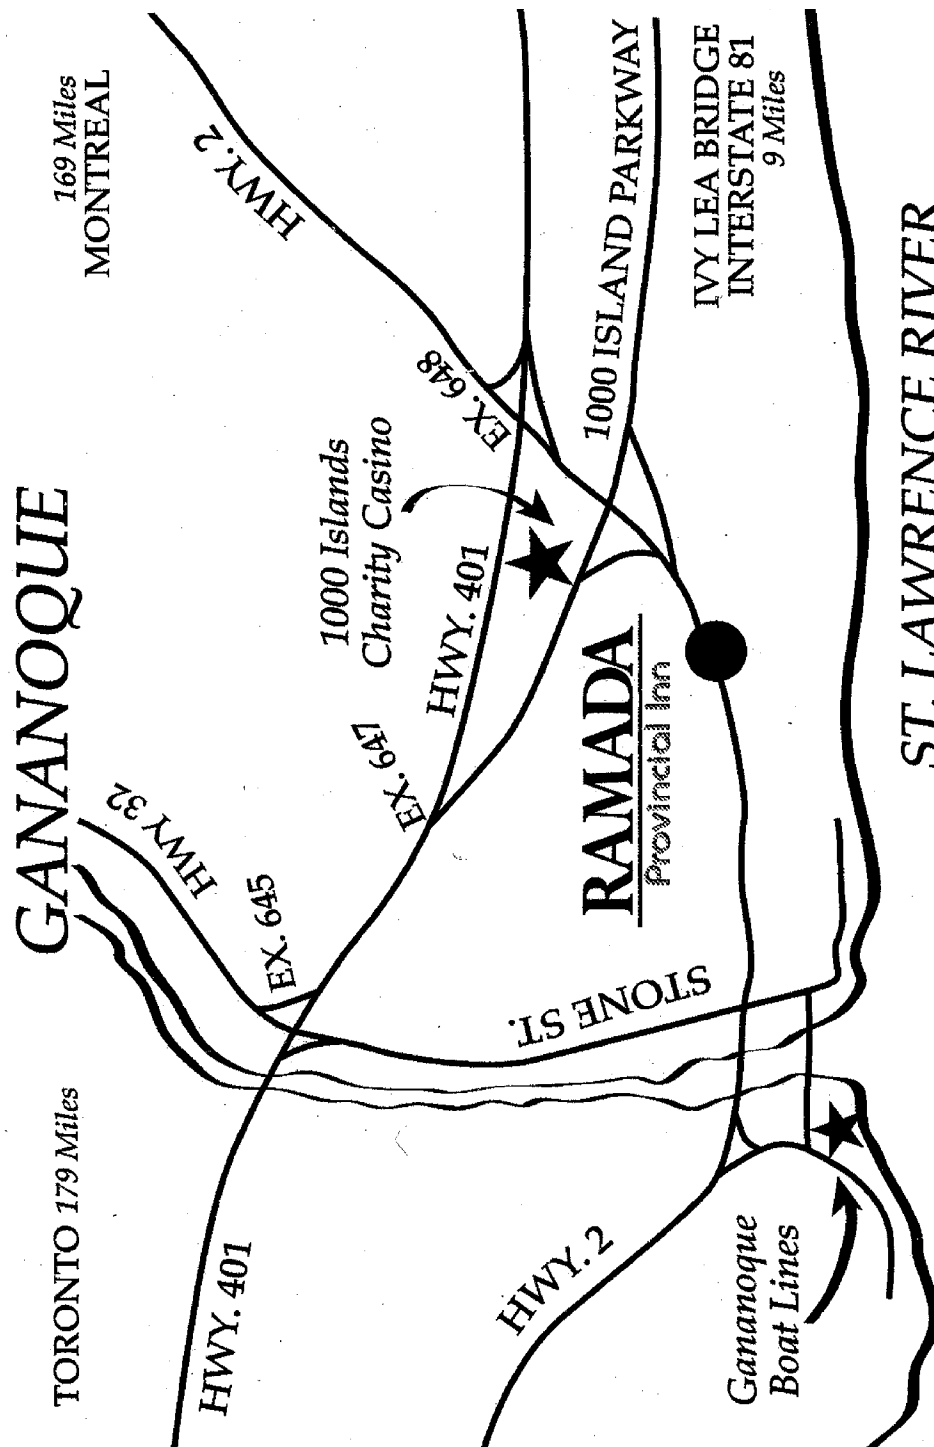 GANANOQUE
TORONTO 179 Miles
169 Miles
MONTREAL
HWY 32
HWY. 2
EX. 645
EX. 647
EX. 648
1000 Islands
Charity Casino
HWY. 401
HWY. 401
1000 ISLAND PARKWAY
STONE ST.
RAMADA
Provincial Inn
IVY LEA BRIDGE
INTERSTATE 81
9 Miles
HWY. 2
Gananoque
Boat Lines
ST. LAWRENCE RIVER